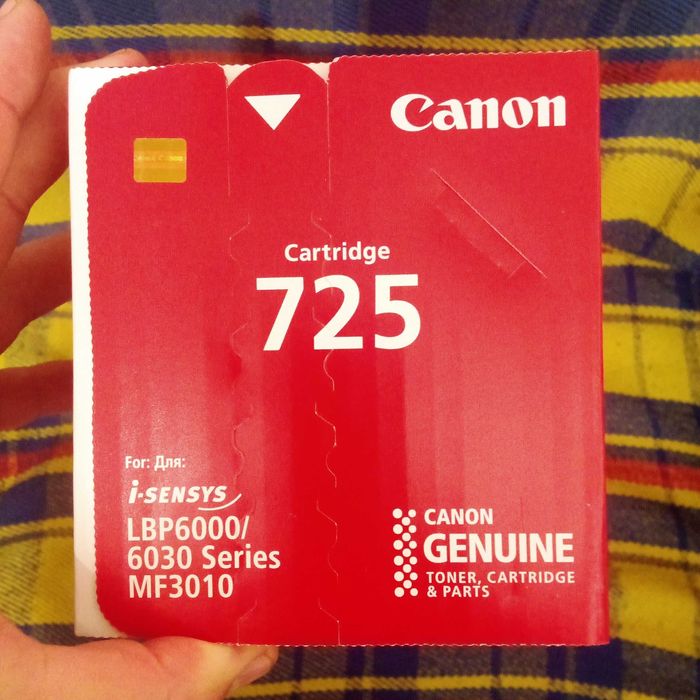 Canon
Cartridge
725
For: Для:
i-SENSYS
LBP6000/
6030 Series
MF3010
CANON
GENUINE
TONER, CARTRIDGE
& PARTS